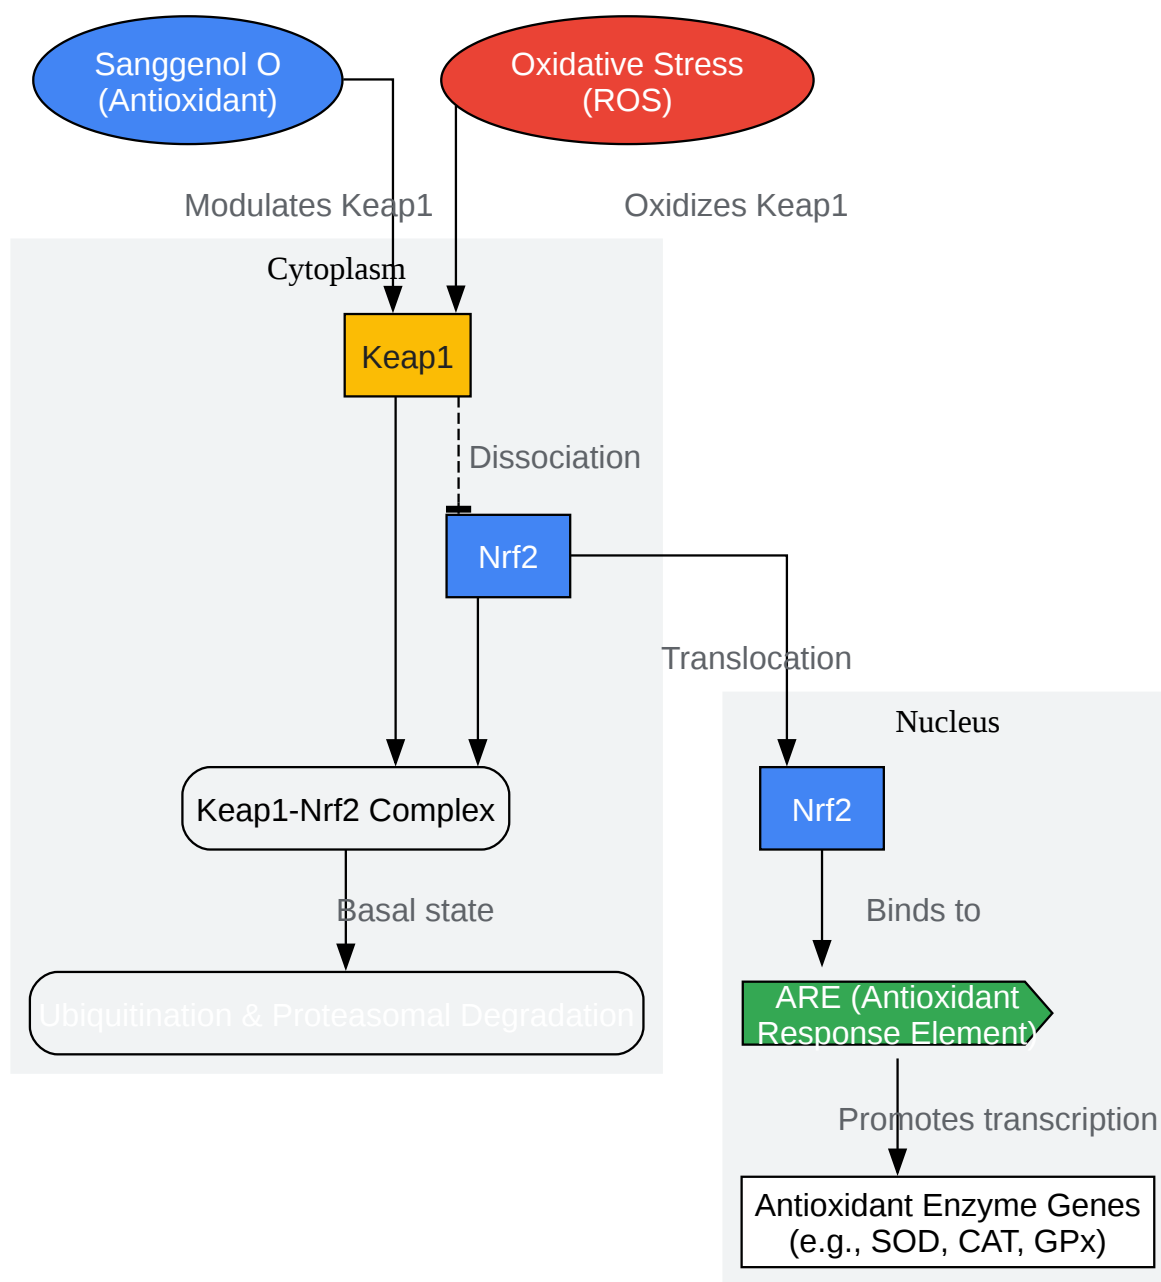 Sanggenol O
(Antioxidant)
Oxidative Stress
(ROS)
Modulates Keap1
Oxidizes Keap1
Cytoplasm
Keap1
Dissociation
Nrf2
Translocation
Nucleus
Keap1-Nrf2 Complex
Nrf2
Basal state
Binds to
Ubiquitination & Proteasomal Degradation
ARE (Antioxidant
Response Element)
Promotes transcription
Antioxidant Enzyme Genes
(e.g., SOD, CAT, GPx)